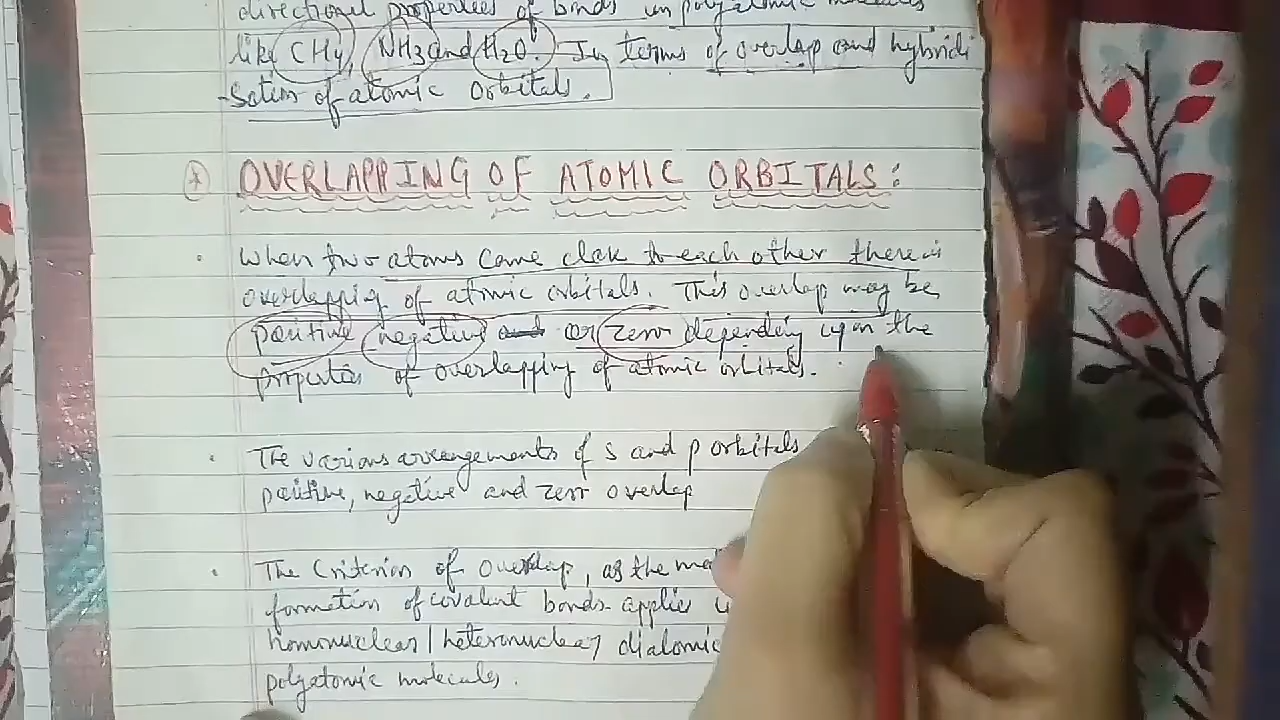 directional properties of bonds in polyatomic molecules
like CH4, NH3 and H2O. In terms of overlap and hybridi
-sation of atomic orbitals.
OVERLAPPING OF ATOMIC ORBITALS:
When two atoms come close to each other there is
overlapping of atomic orbitals. This overlap may be
positive negative and or zero depending upon the
properties of overlapping of atomic orbitals.
The various arrangements of s and p orbitals
positive, negative and zero overlap
The Criterion of overlap, as the
formation of covalent bonds applies
homonuclear/heteronuclear diatomic
polyatomic molecules.